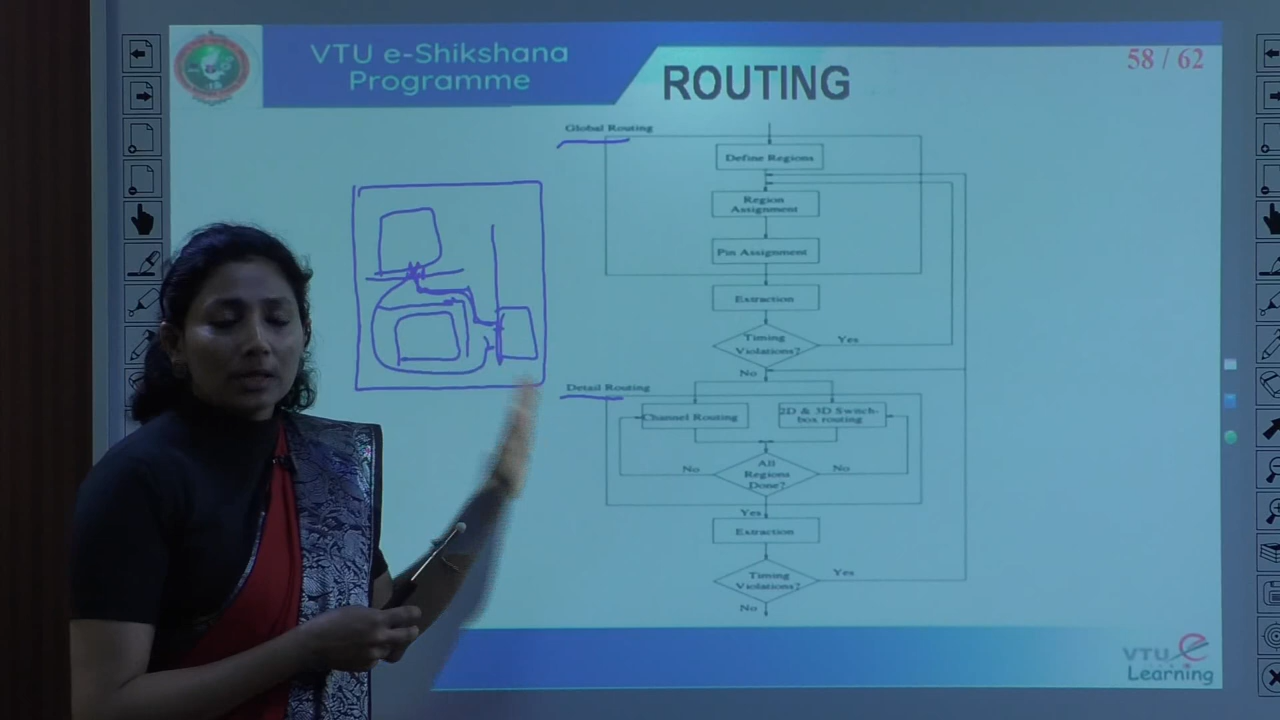 VTU e-Shikshana
Programme
ROUTING
58 / 62
Global Routing
Define Regions
Region
Assignment
Pin Assignment
Extraction
Timing
Violations?
Yes
No
Detail Routing
Channel Routing
2D & 3D Switch-
box routing
All
Regions
Done?
No
No
Yes
Extraction
Timing
Violations?
Yes
No
VTU e
Learning